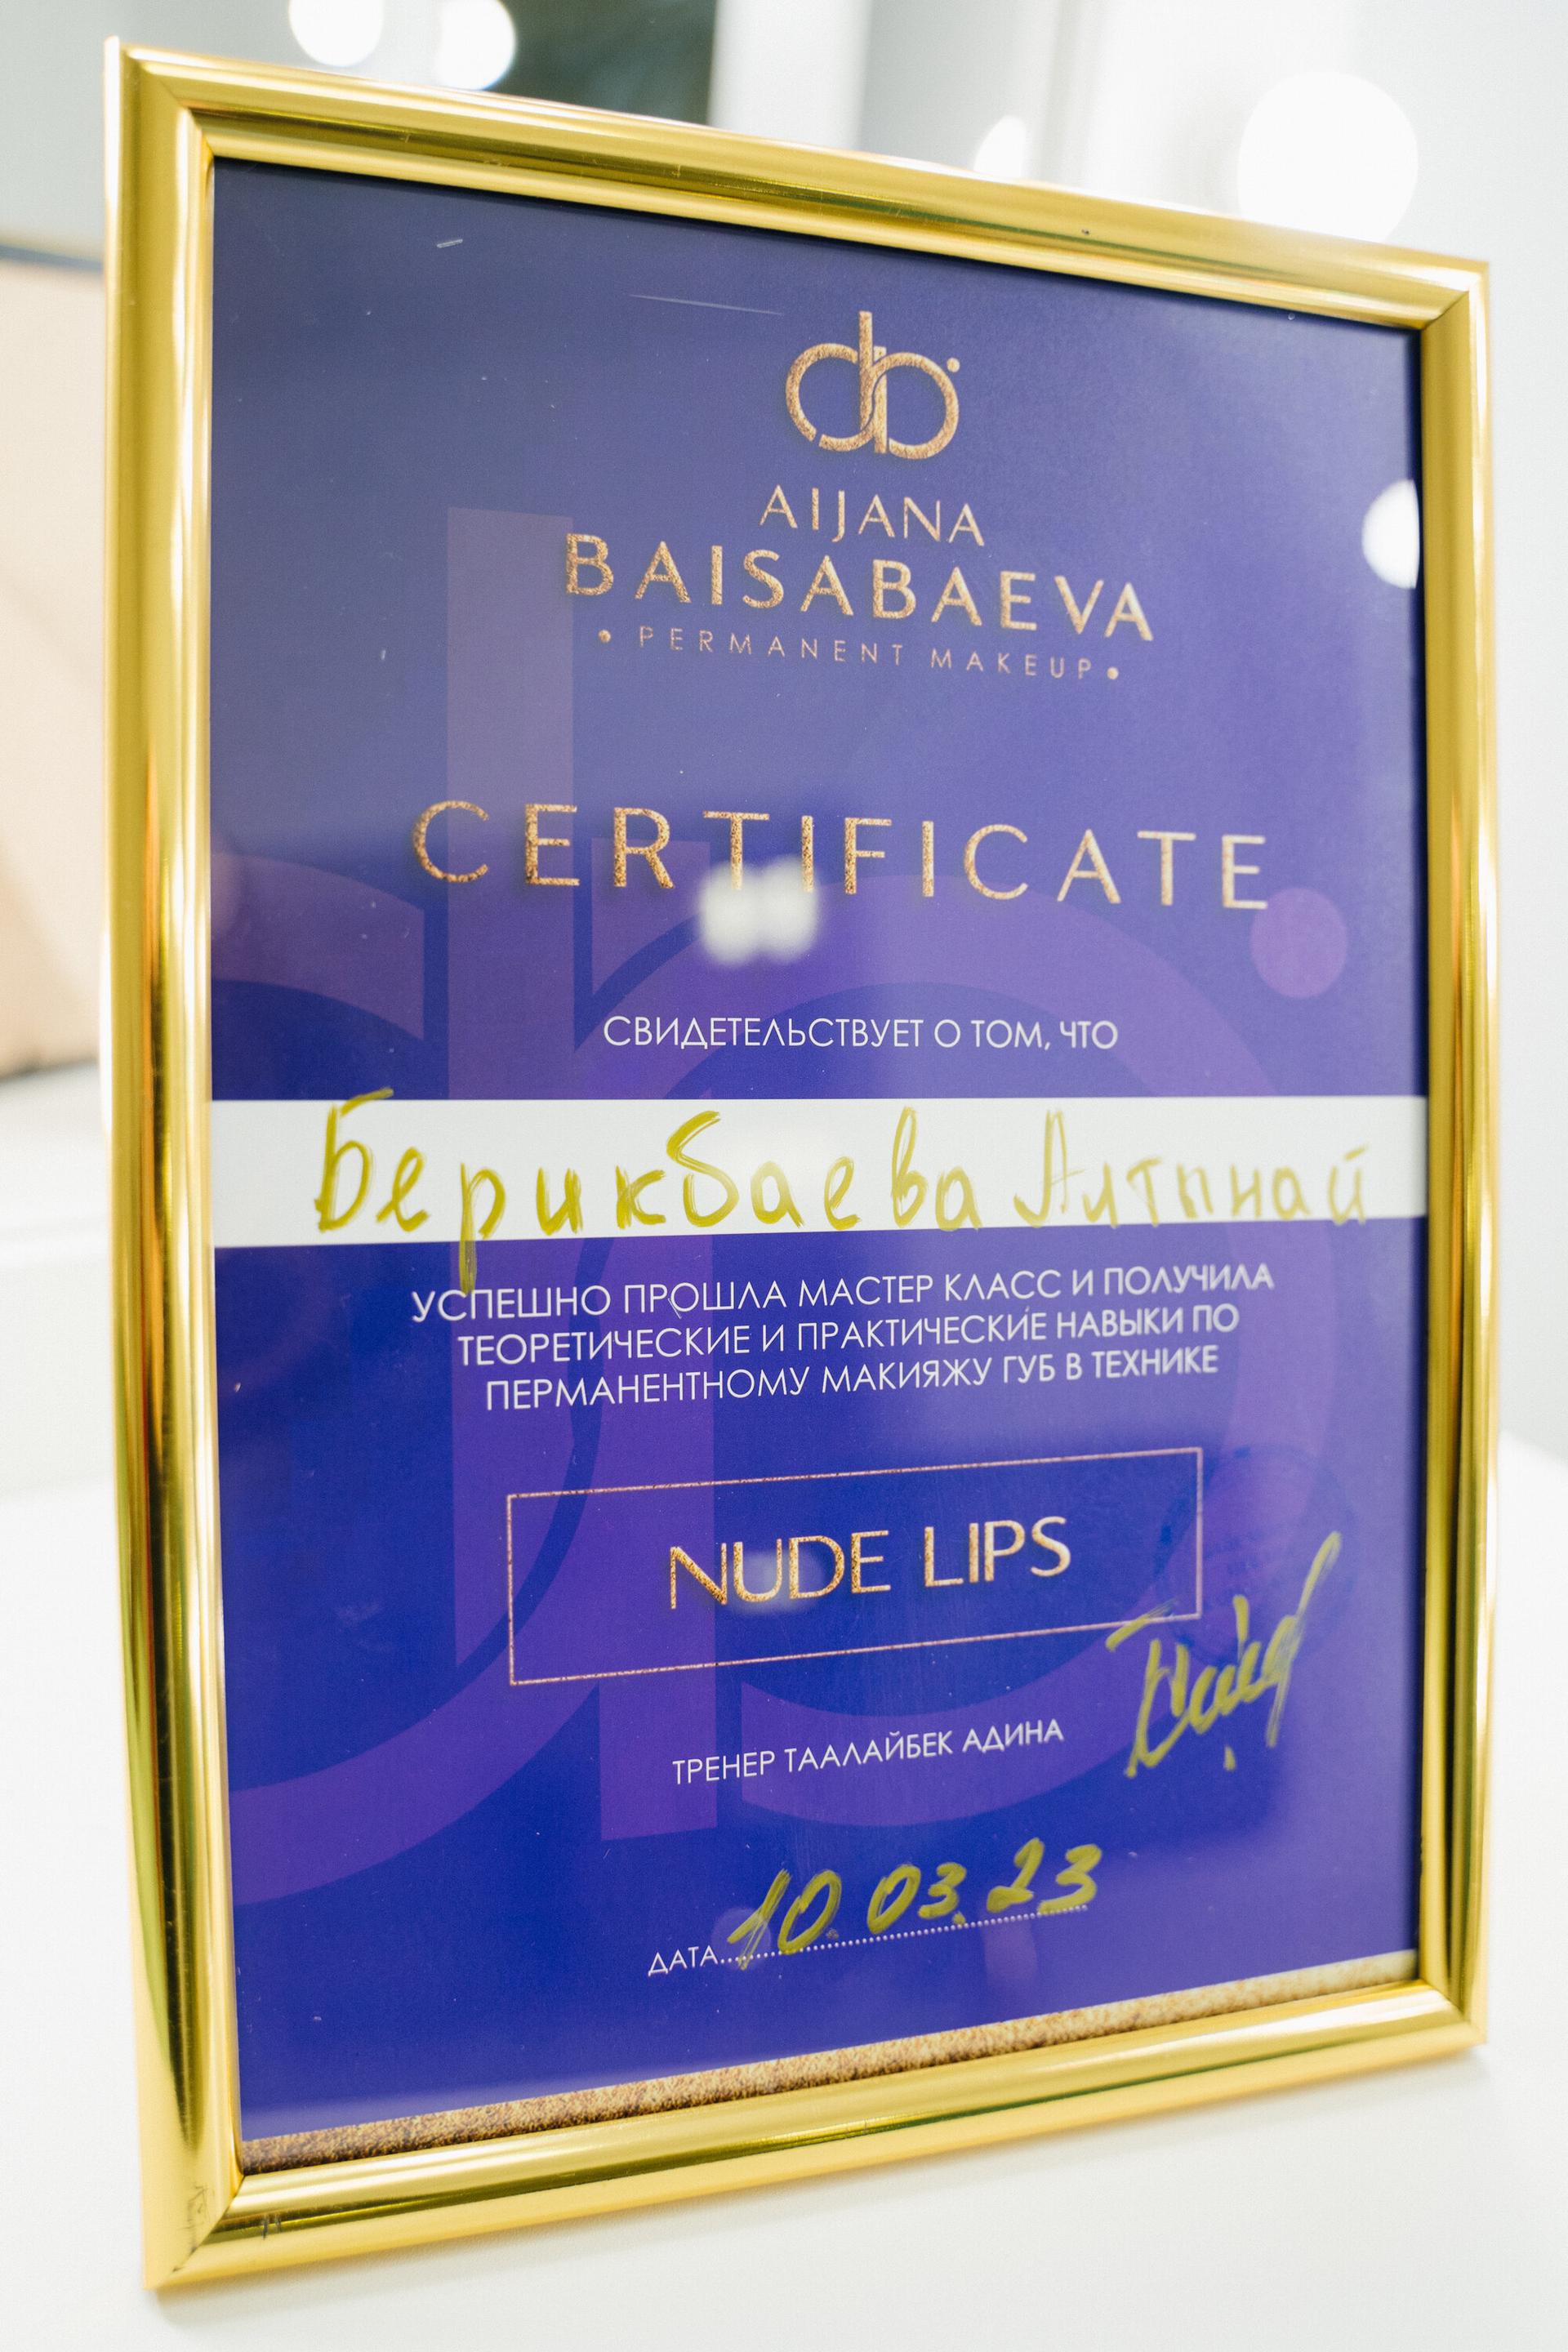 AIJANA
BAISABAEVA
• PERMANENT MAKEUP •
CERTIFICATE
СВИДЕТЕЛЬСТВУЕТ О ТОМ, ЧТО
Берикбаева Алтынай
УСПЕШНО ПРОШЛА МАСТЕР КЛАСС И ПОЛУЧИЛА
ТЕОРЕТИЧЕСКИЕ И ПРАКТИЧЕСКИЕ НАВЫКИ ПО
ПЕРМАНЕНТНОМУ МАКИЯЖУ ГУБ В ТЕХНИКЕ
NUDE LIPS
ТРЕНЕР ТААЛАЙБЕК АДИНА
ДАТА 10.03.23